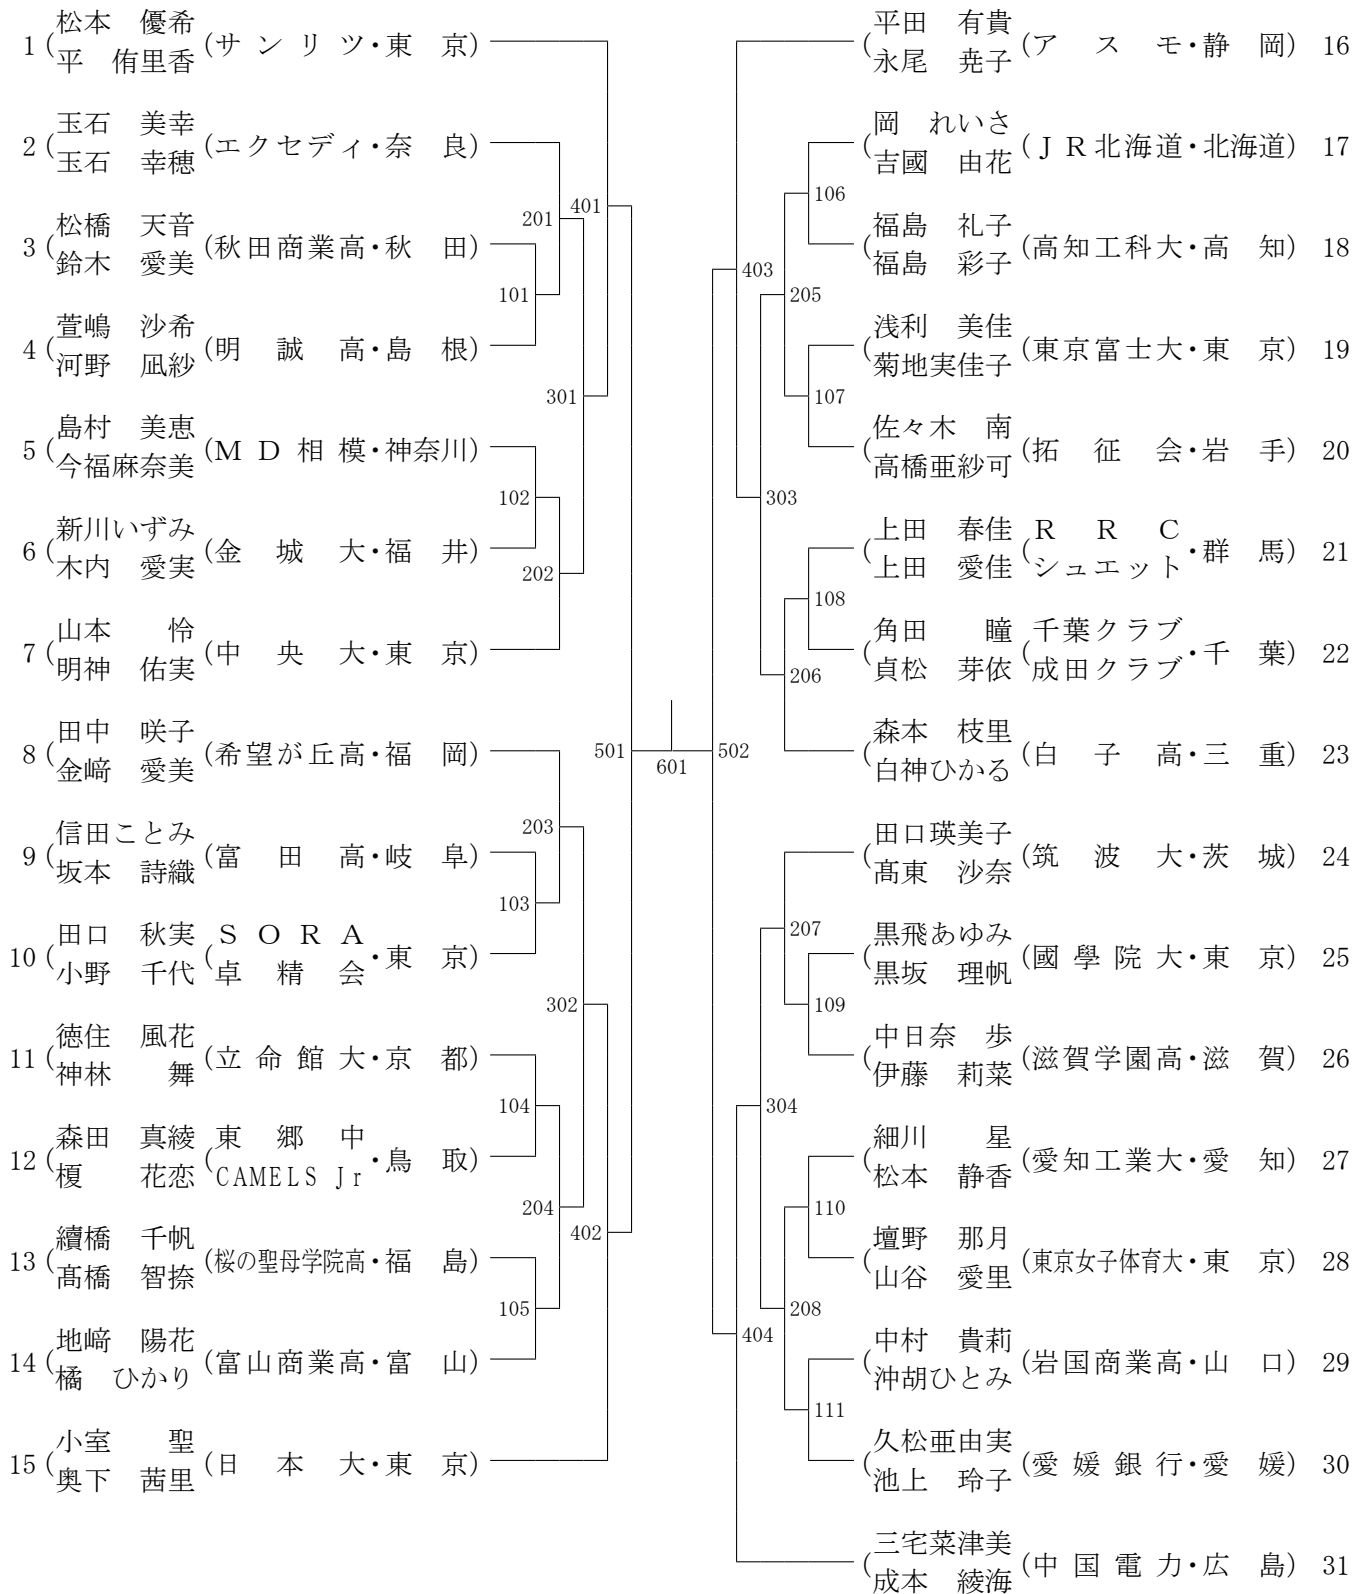 1 (松本　優希 (サンリツ・東　京)
平　侑里香
2 (玉石　美幸 (エクセディ・奈　良)
玉石　幸穂
3 (松橋　天音 (秋田商業高・秋　田)
鈴木　愛美
4 (萱嶋　沙希 (明誠高・島　根)
河野　凪紗
5 (島村　美恵 (ＭＤ相模・神奈川)
今福麻奈美
6 (新川いずみ (金城大・福　井)
木内　愛実
7 (山本　　怜 (中央大・東　京)
明神　佑実
8 (田中　咲子 (希望が丘高・福　岡)
金﨑　愛美
9 (信田ことみ (富田高・岐　阜)
坂本　詩織
10 (田口　秋実 (ＳＯＲＡ・東　京)
小野　千代 卓精会
11 (徳住　風花 (立命館大・京　都)
神林　　舞
12 (森田　真綾 (東郷中・鳥　取)
榎　　花恋 CAMELS Jr
13 (續橋　千帆 (桜の聖母学院高・福　島)
髙橋　智捺
14 (地﨑　陽花 (富山商業高・富　山)
橘　ひかり
15 (小室　　聖 (日本大・東　京)
奥下　茜里
101
102
103
104
105
201
202
203
204
301
302
401
402
501
601
502
403
404
303
304
205
206
207
208
106
107
108
109
110
111
(平田　有貴 (アスモ・静　岡) 16
永尾　尭子
(岡　れいさ (ＪＲ北海道・北海道) 17
吉國　由花
(福島　礼子 (高知工科大・高　知) 18
福島　彩子
(浅利　美佳 (東京富士大・東　京) 19
菊地実佳子
(佐々木　南 (拓征会・岩　手) 20
高橋亜紗可
(上田　春佳 (ＲＲＣ・群　馬) 21
上田　愛佳 シュエット
(角田　　瞳 (千葉クラブ・千　葉) 22
貞松　芽依 成田クラブ
(森本　枝里 (白子高・三　重) 23
白神ひかる
(田口瑛美子 (筑波大・茨　城) 24
髙東　沙奈
(黒飛あゆみ (國學院大・東　京) 25
黒坂　理帆
(中日奈　歩 (滋賀学園高・滋　賀) 26
伊藤　莉菜
(細川　　星 (愛知工業大・愛　知) 27
松本　静香
(壇野　那月 (東京女子体育大・東　京) 28
山谷　愛里
(中村　貴莉 (岩国商業高・山　口) 29
沖胡ひとみ
(久松亜由実 (愛媛銀行・愛　媛) 30
池上　玲子
(三宅菜津美 (中国電力・広　島) 31
成本　綾海